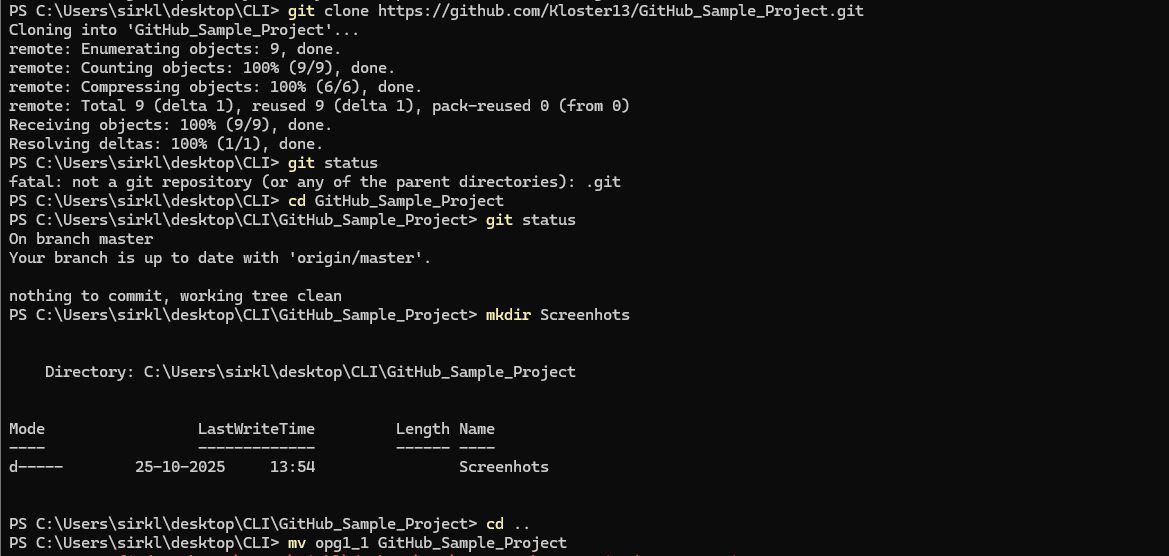 PS C:\Users\sirkl\desktop\CLI> git clone https://github.com/Kloster13/GitHub_Sample_Project.git
Cloning into 'GitHub_Sample_Project'...
remote: Enumerating objects: 9, done.
remote: Counting objects: 100% (9/9), done.
remote: Compressing objects: 100% (6/6), done.
remote: Total 9 (delta 1), reused 9 (delta 1), pack-reused 0 (from 0)
Receiving objects: 100% (9/9), done.
Resolving deltas: 100% (1/1), done.
PS C:\Users\sirkl\desktop\CLI> git status
fatal: not a git repository (or any of the parent directories): .git
PS C:\Users\sirkl\desktop\CLI> cd GitHub_Sample_Project
PS C:\Users\sirkl\desktop\CLI\GitHub_Sample_Project> git status
On branch master
Your branch is up to date with 'origin/master'.

nothing to commit, working tree clean
PS C:\Users\sirkl\desktop\CLI\GitHub_Sample_Project> mkdir Screenhots

    Directory: C:\Users\sirkl\desktop\CLI\GitHub_Sample_Project

Mode                 LastWriteTime         Length Name
----                 -------------         ------ ----
d-----        25-10-2025     13:54                Screenhots

PS C:\Users\sirkl\desktop\CLI\GitHub_Sample_Project> cd ..
PS C:\Users\sirkl\desktop\CLI> mv opg1_1 GitHub_Sample_Project